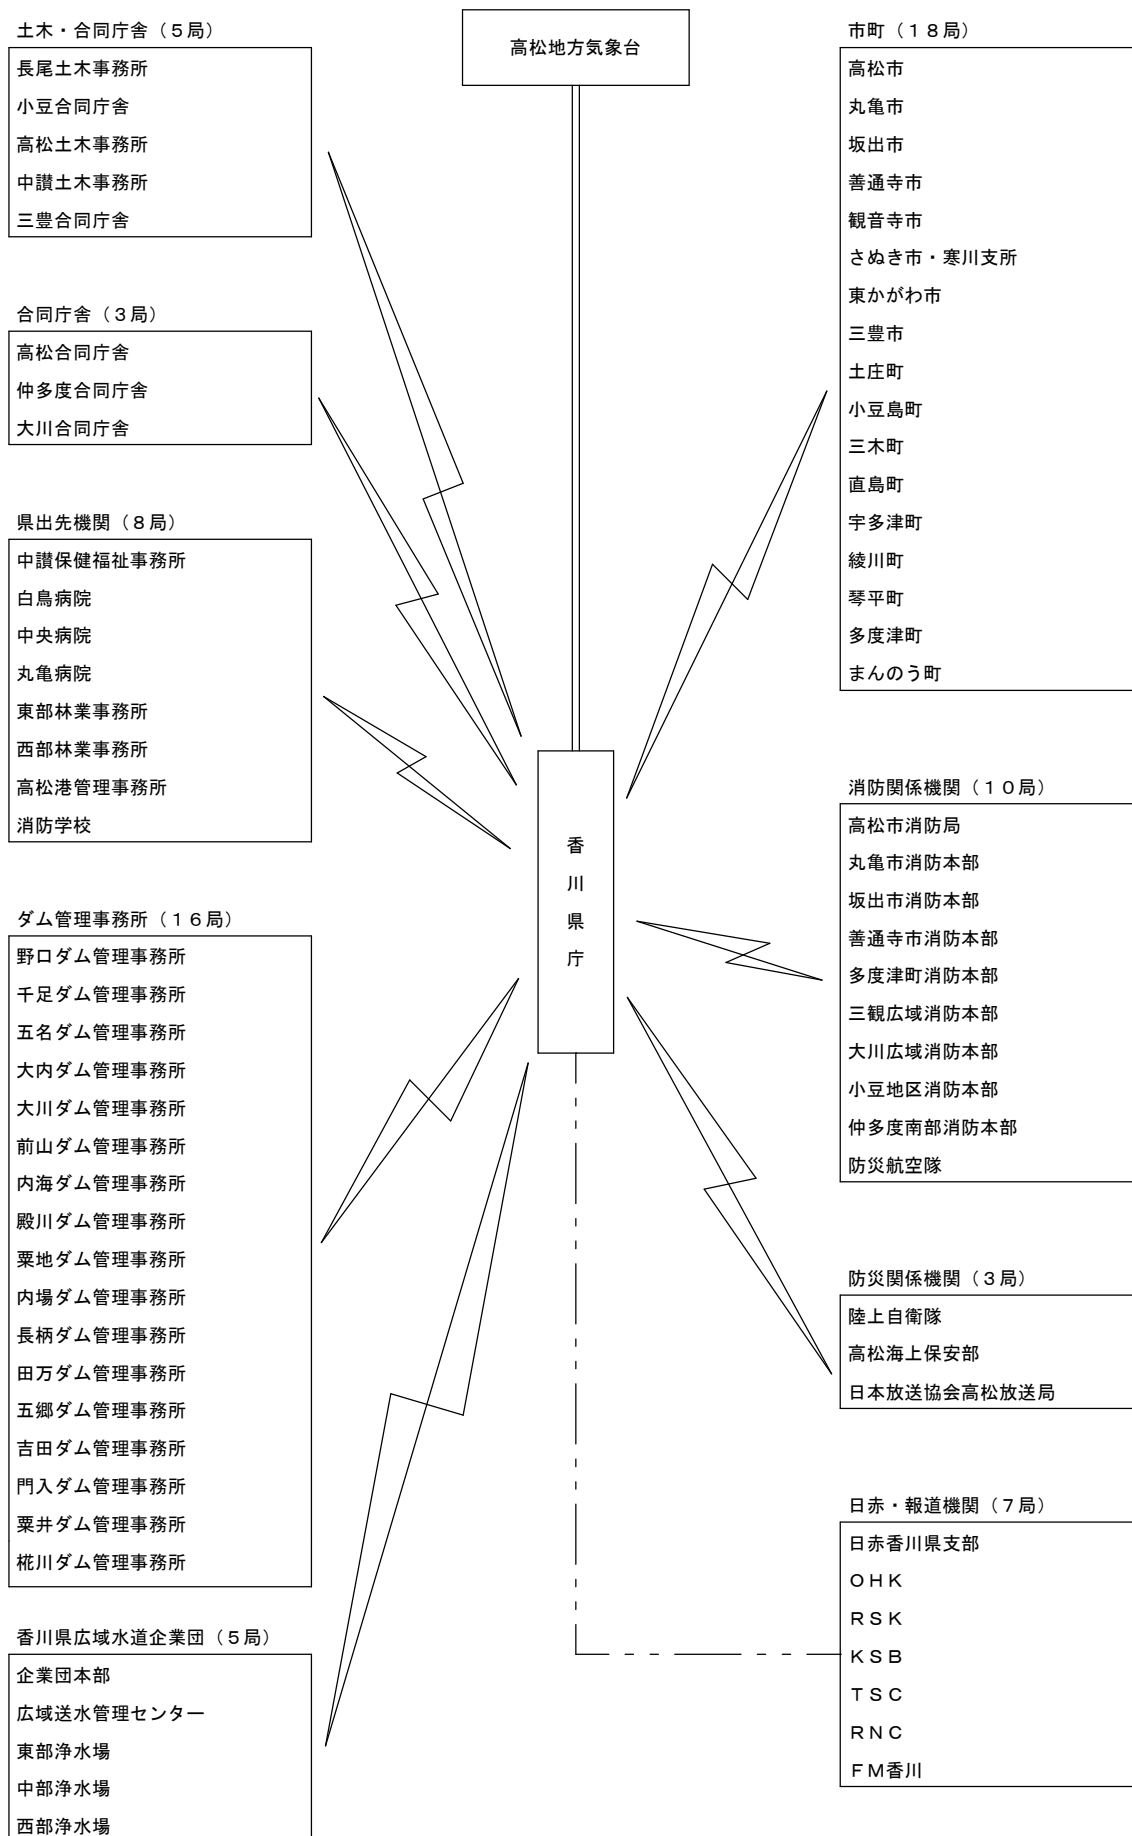 土木・合同庁舎（５局）
長尾土木事務所
小豆合同庁舎
高松土木事務所
中讃土木事務所
三豊合同庁舎
合同庁舎（３局）
高松合同庁舎
仲多度合同庁舎
大川合同庁舎
県出先機関（８局）
中讃保健福祉事務所
白鳥病院
中央病院
丸亀病院
東部林業事務所
西部林業事務所
高松港管理事務所
消防学校
ダム管理事務所（１６局）
野口ダム管理事務所
千足ダム管理事務所
五名ダム管理事務所
大内ダム管理事務所
大川ダム管理事務所
前山ダム管理事務所
内海ダム管理事務所
殿川ダム管理事務所
粟地ダム管理事務所
内場ダム管理事務所
長柄ダム管理事務所
田万ダム管理事務所
五郷ダム管理事務所
吉田ダム管理事務所
門入ダム管理事務所
粟井ダム管理事務所
椛川ダム管理事務所
香川県広域水道企業団（５局）
企業団本部
広域送水管理センター
東部浄水場
中部浄水場
西部浄水場
高松地方気象台
香川県庁
市町（１８局）
高松市
丸亀市
坂出市
善通寺市
観音寺市
さぬき市・寒川支所
東かがわ市
三豊市
土庄町
小豆島町
三木町
直島町
宇多津町
綾川町
琴平町
多度津町
まんのう町
消防関係機関（１０局）
高松市消防局
丸亀市消防本部
坂出市消防本部
善通寺市消防本部
多度津町消防本部
三観広域消防本部
大川広域消防本部
小豆地区消防本部
仲多度南部消防本部
防災航空隊
防災関係機関（３局）
陸上自衛隊
高松海上保安部
日本放送協会高松放送局
日赤・報道機関（７局）
日赤香川県支部
ＯＨＫ
ＲＳＫ
ＫＳＢ
ＴＳＣ
ＲＮＣ
ＦＭ香川